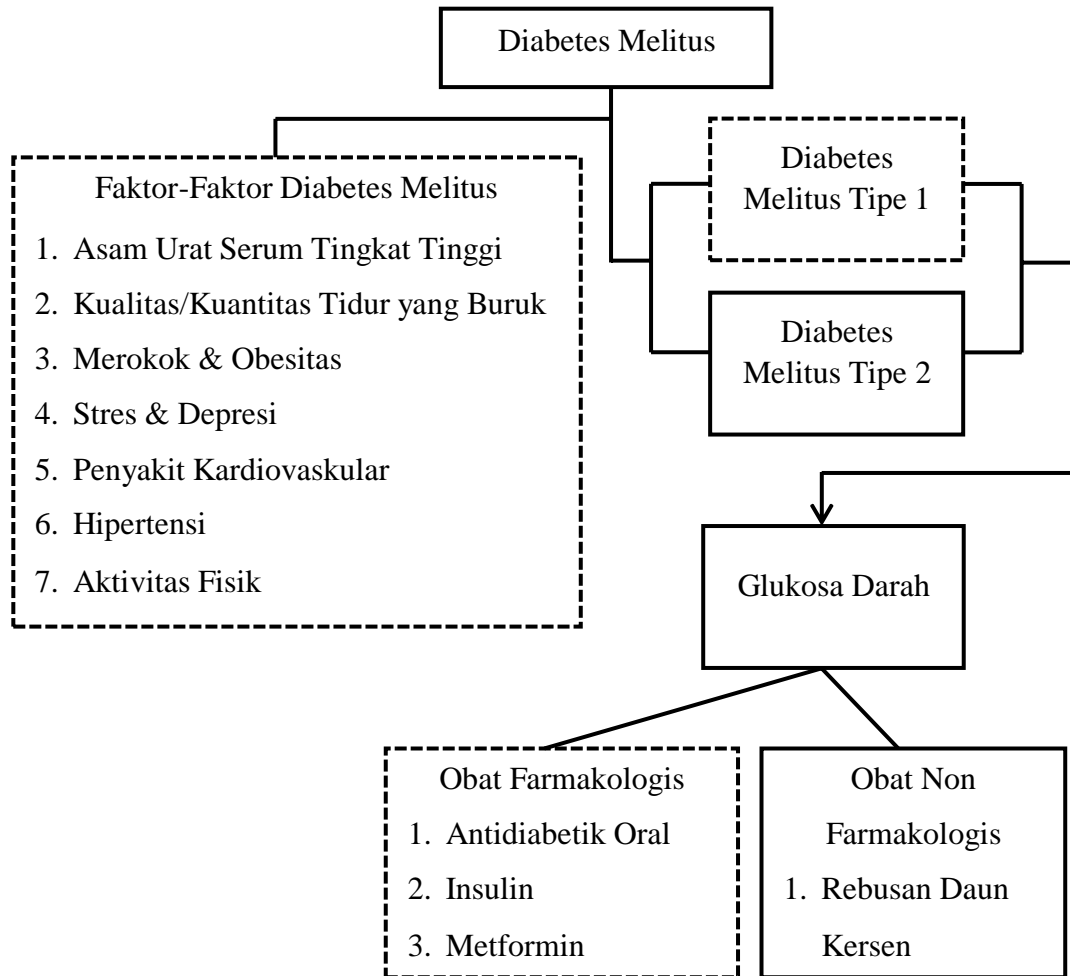 Diabetes Melitus
Faktor-Faktor Diabetes Melitus
1. Asam Urat Serum Tingkat Tinggi
2. Kualitas/Kuantitas Tidur yang Buruk
3. Merokok & Obesitas
4. Stres & Depresi
5. Penyakit Kardiovaskular
6. Hipertensi
7. Aktivitas Fisik
Diabetes
Melitus Tipe 1
Diabetes
Melitus Tipe 2
Glukosa Darah
Obat Farmakologis
1. Antidiabetik Oral
2. Insulin
3. Metformin
Obat Non
Farmakologis
1. Rebusan Daun
Kersen